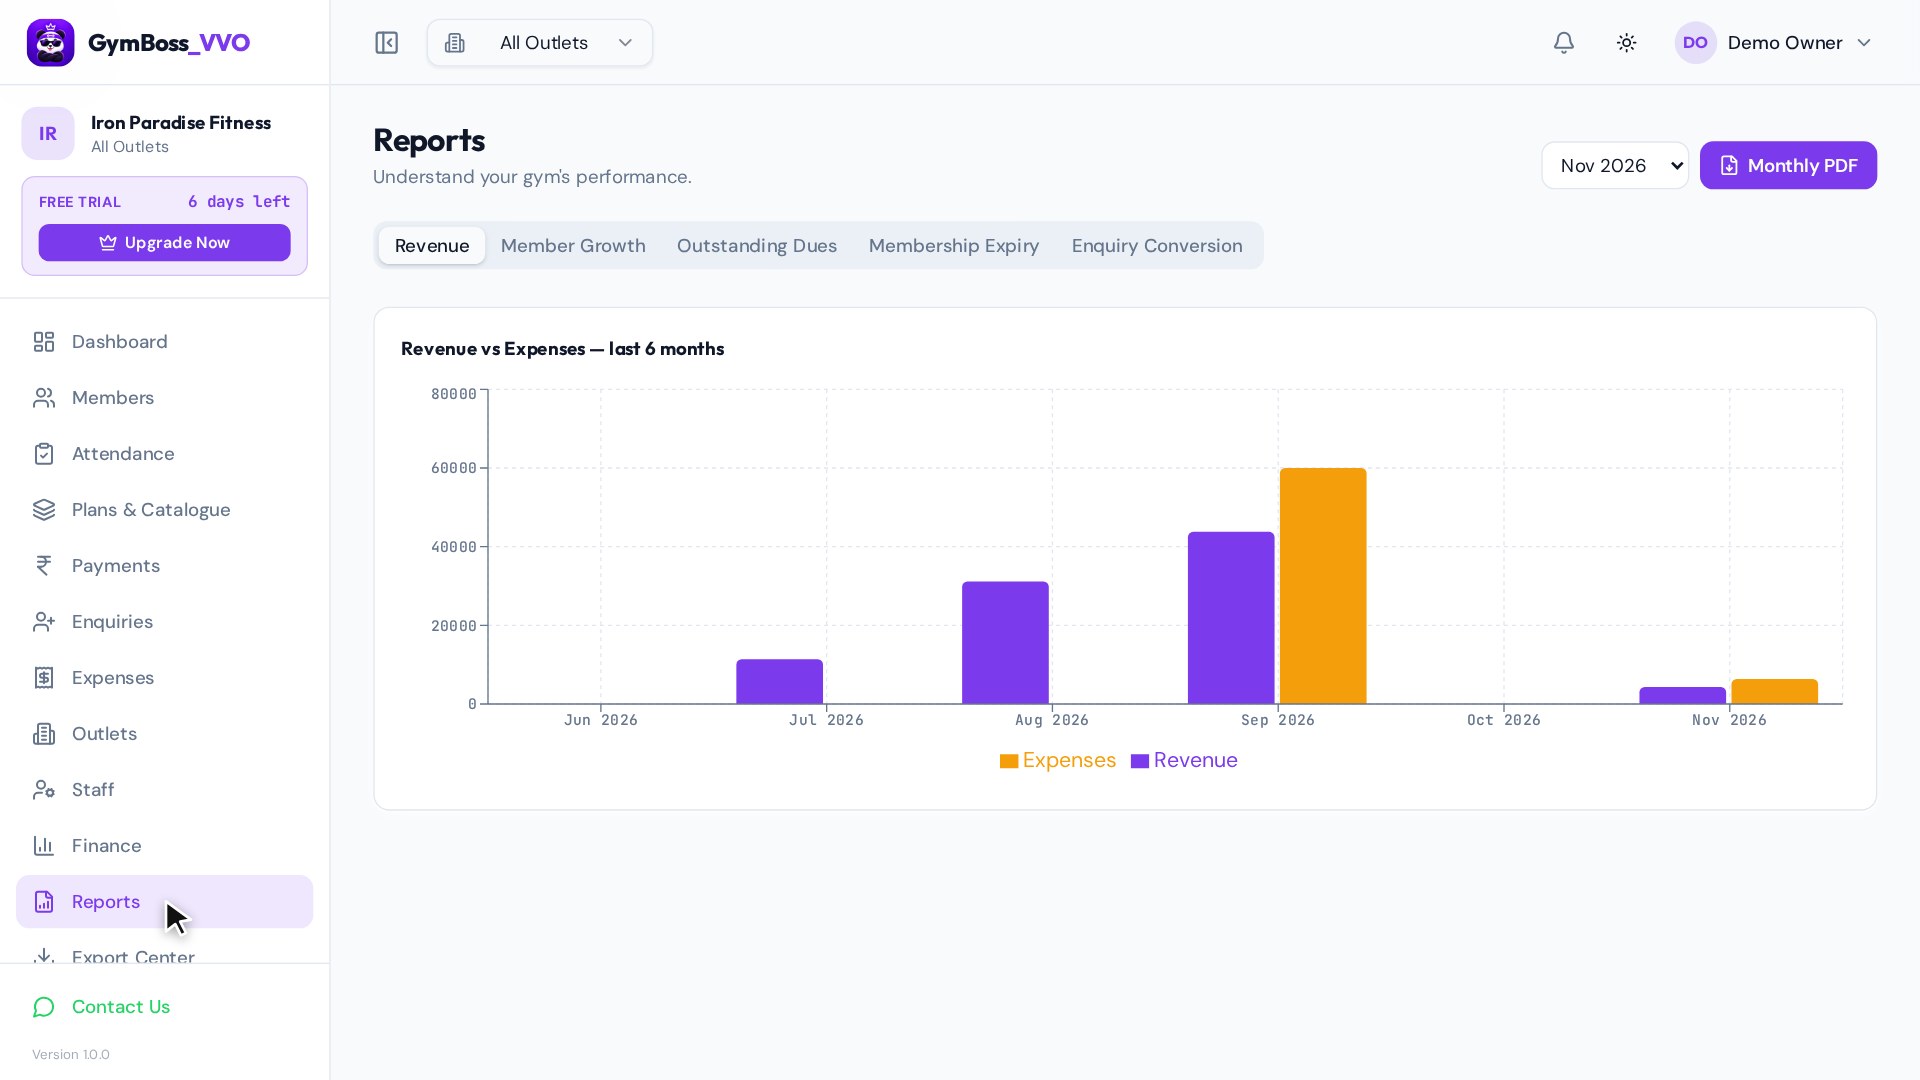 GymBoss_VVO
All Outlets
DO
Demo Owner
IR
Iron Paradise Fitness
All Outlets
FREE TRIAL
6 days left
Upgrade Now
Dashboard
Members
Attendance
Plans & Catalogue
Payments
Enquiries
Expenses
Outlets
Staff
Finance
Reports
Export Center
Contact Us
Version 1.0.0
Reports
Understand your gym's performance.
Nov 2026
Monthly PDF
Revenue
Member Growth
Outstanding Dues
Membership Expiry
Enquiry Conversion
Revenue vs Expenses — last 6 months
80000
60000
40000
20000
0
Jun 2026
Jul 2026
Aug 2026
Sep 2026
Oct 2026
Nov 2026
Expenses
Revenue